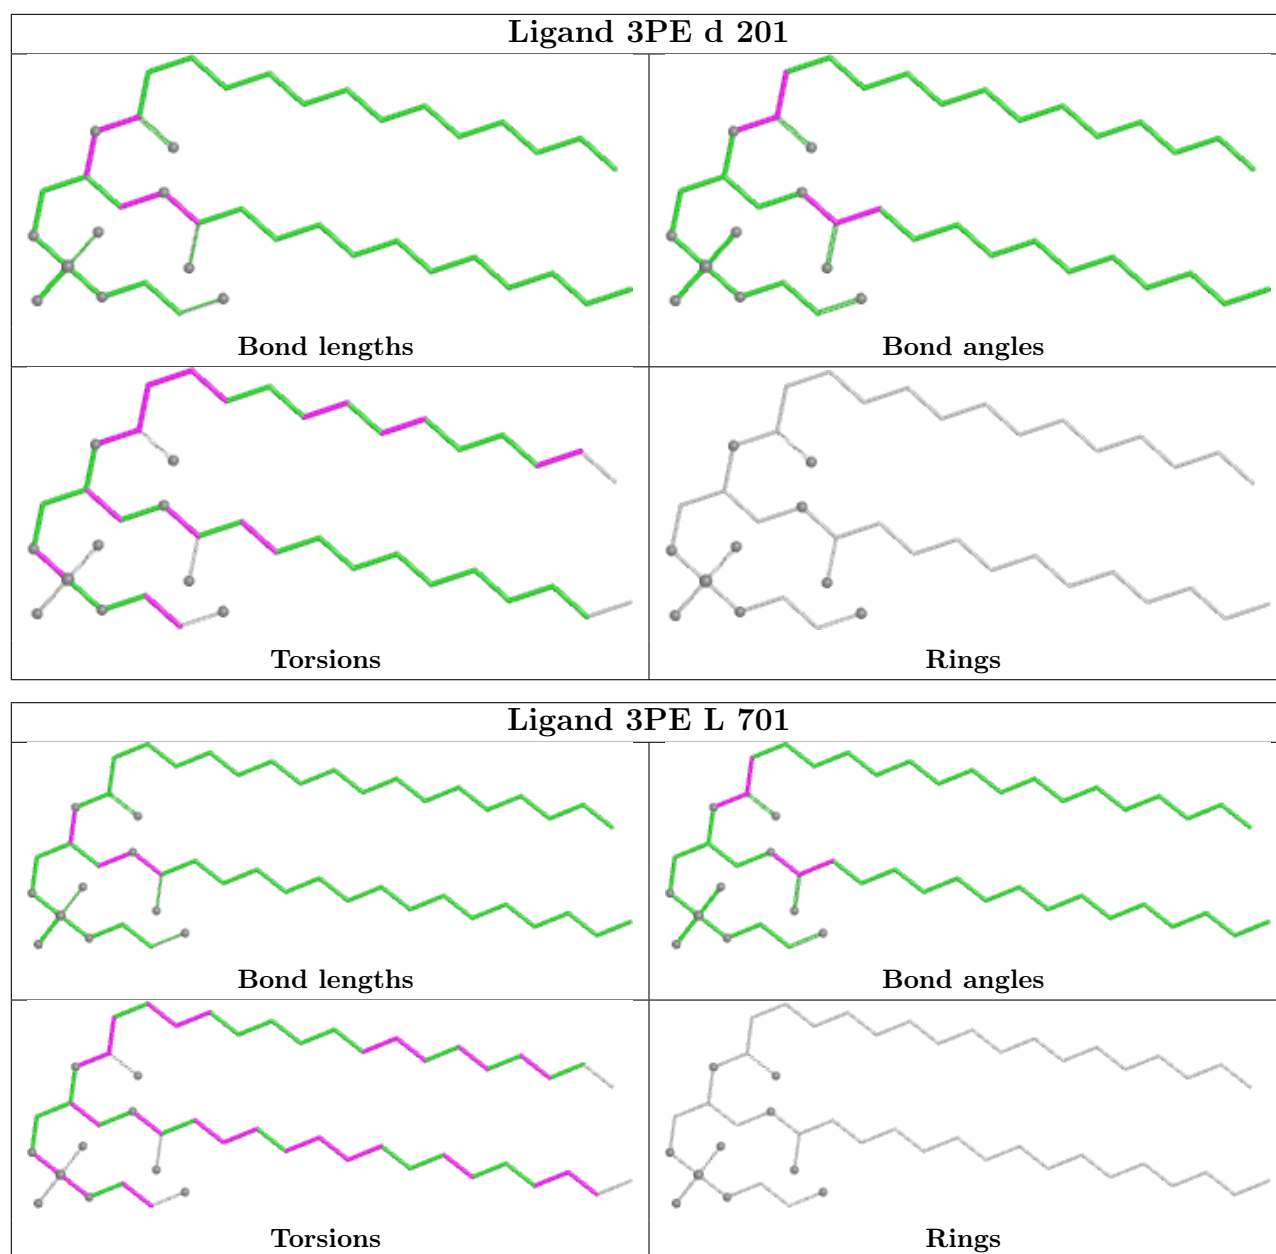 Ligand 3PE d 201
Bond lengths
Bond angles
Torsions
Rings
Ligand 3PE L 701
Bond lengths
Bond angles
Torsions
Rings